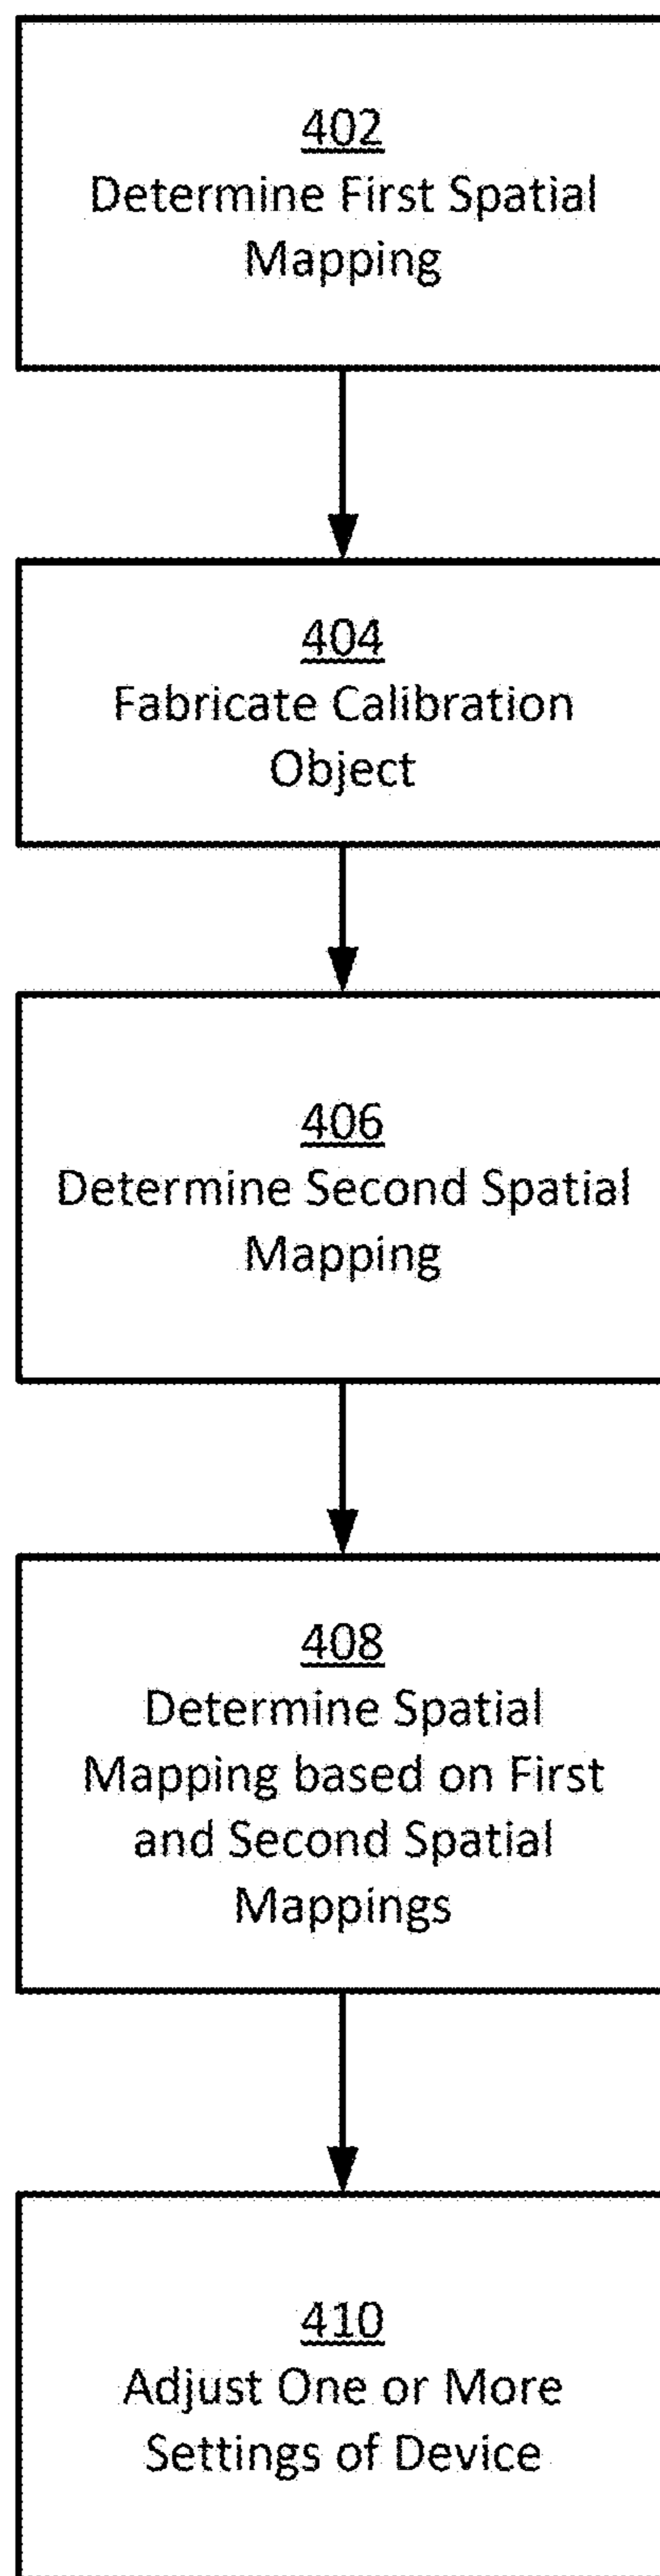 402
Determine First Spatial
Mapping
404
Fabricate Calibration
Object
406
Determine Second Spatial
Mapping
408
Determine Spatial
Mapping based on First
and Second Spatial
Mappings
410
Adjust One or More
Settings of Device